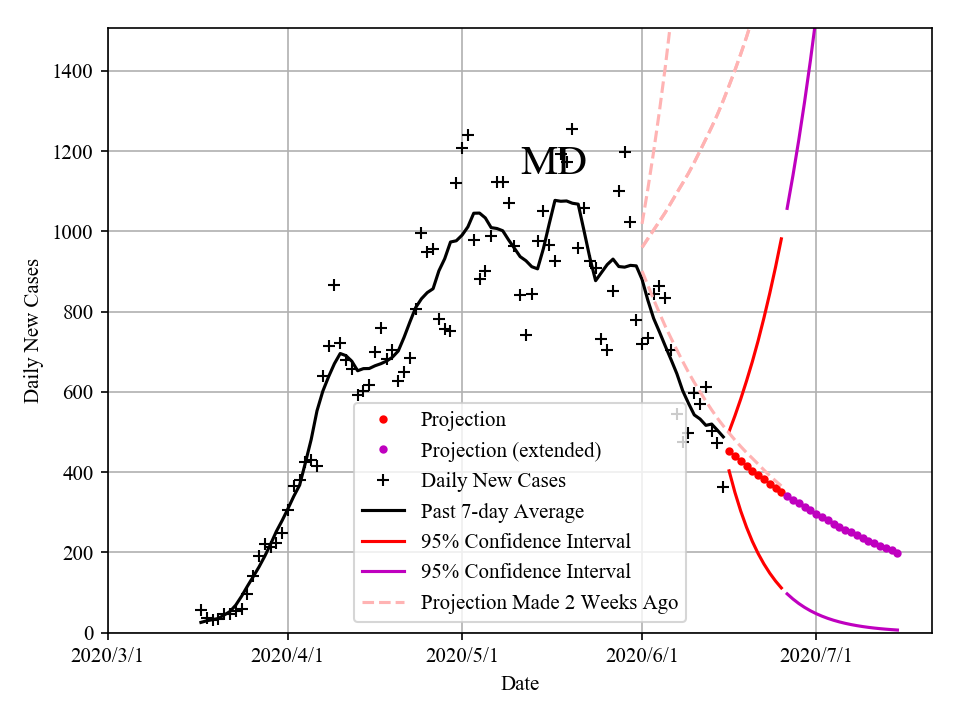 1400
1200
1000
800
600
400
200
0
Daily New Cases
MD
Projection
Projection (extended)
Daily New Cases
Past 7-day Average
95% Confidence Interval
95% Confidence Interval
Projection Made 2 Weeks Ago
2020/3/1 2020/4/1 2020/5/1 2020/6/1 2020/7/1
Date